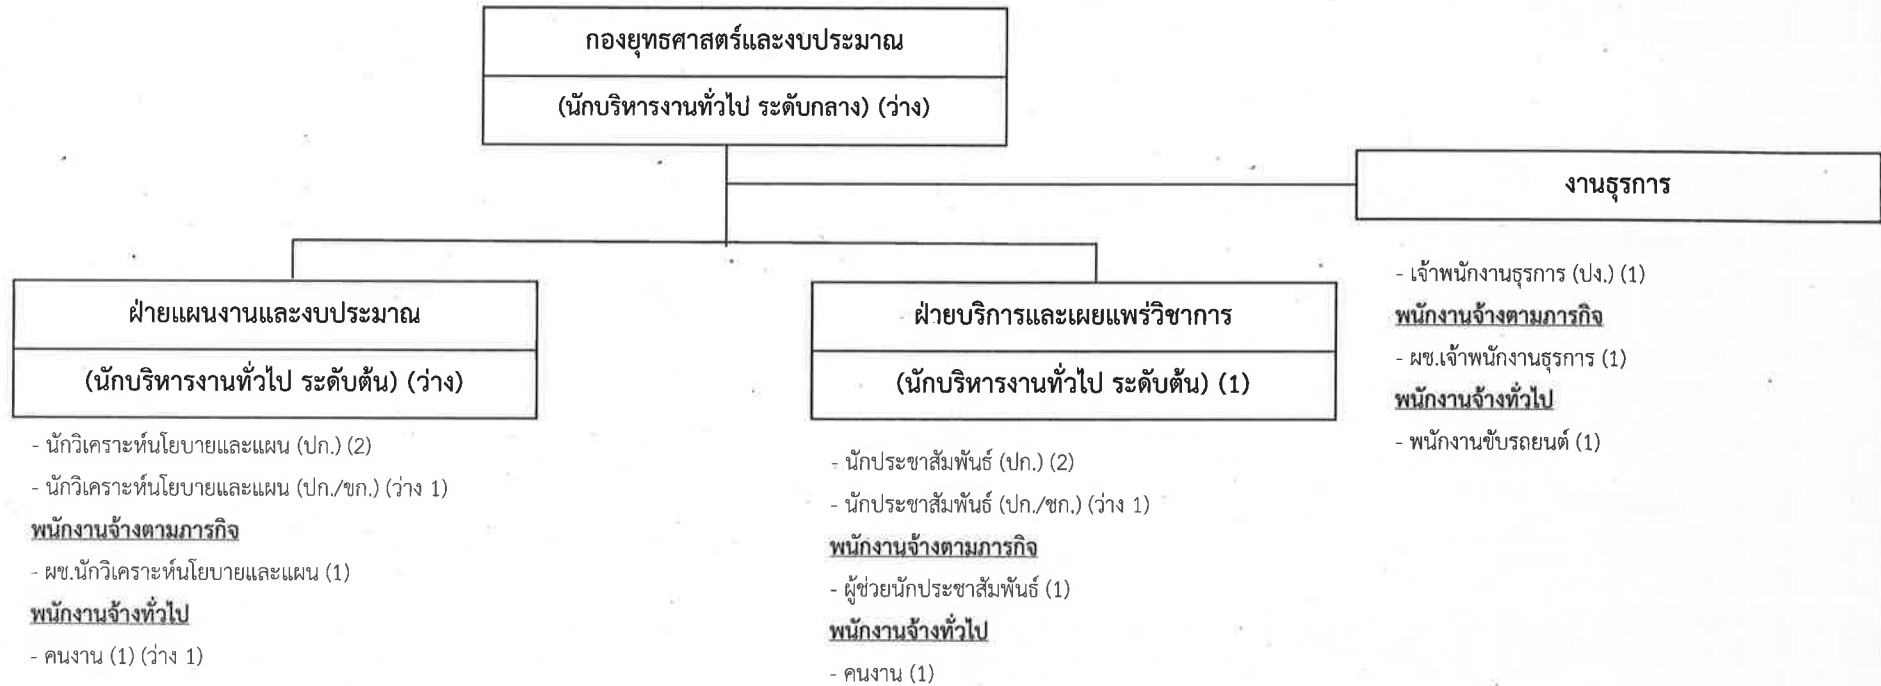 กองยุทธศาสตร์และงบประมาณ
(นักบริหารงานทั่วไป ระดับกลาง) (ว่าง)
งานธุรการ
- เจ้าพนักงานธุรการ (ปง.) (1)
พนักงานจ้างตามภารกิจ
- ผช.เจ้าพนักงานธุรการ (1)
พนักงานจ้างทั่วไป
- พนักงานขับรถยนต์ (1)
ฝ่ายแผนงานและงบประมาณ
(นักบริหารงานทั่วไป ระดับต้น) (ว่าง)
- นักวิเคราะห์นโยบายและแผน (ปก.) (2)
- นักวิเคราะห์นโยบายและแผน (ปก./ชก.) (ว่าง 1)
พนักงานจ้างตามภารกิจ
- ผช.นักวิเคราะห์นโยบายและแผน (1)
พนักงานจ้างทั่วไป
- คนงาน (1) (ว่าง 1)
ฝ่ายบริการและเผยแพร่วิชาการ
(นักบริหารงานทั่วไป ระดับต้น) (1)
- นักประชาสัมพันธ์ (ปก.) (2)
- นักประชาสัมพันธ์ (ปก./ชก.) (ว่าง 1)
พนักงานจ้างตามภารกิจ
- ผู้ช่วยนักประชาสัมพันธ์ (1)
พนักงานจ้างทั่วไป
- คนงาน (1)